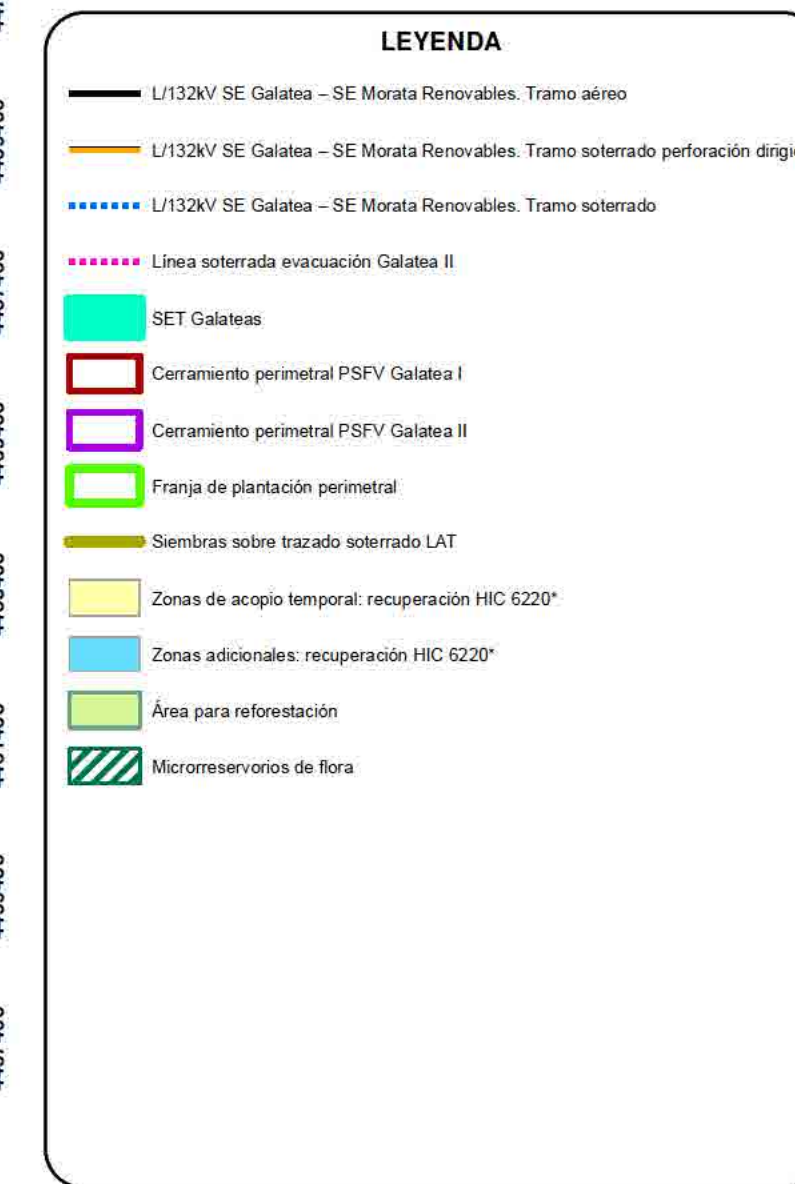 LEYENDA
L/132kV SE Galatea – SE Morata Renovables. Tramo aéreo
L/132kV SE Galatea – SE Morata Renovables. Tramo soterrado perforación dirigi
L/132kV SE Galatea – SE Morata Renovables. Tramo soterrado
Línea soterrada evacuación Galatea II
SET Galateas
Cerramiento perimetral PSFV Galatea I
Cerramiento perimetral PSFV Galatea II
Franja de plantación perimetral
Siembras sobre trazado soterrado LAT
Zonas de acopio temporal: recuperación HIC 6220*
Zonas adicionales: recuperación HIC 6220*
Área para reforestación
Microrreservorios de flora